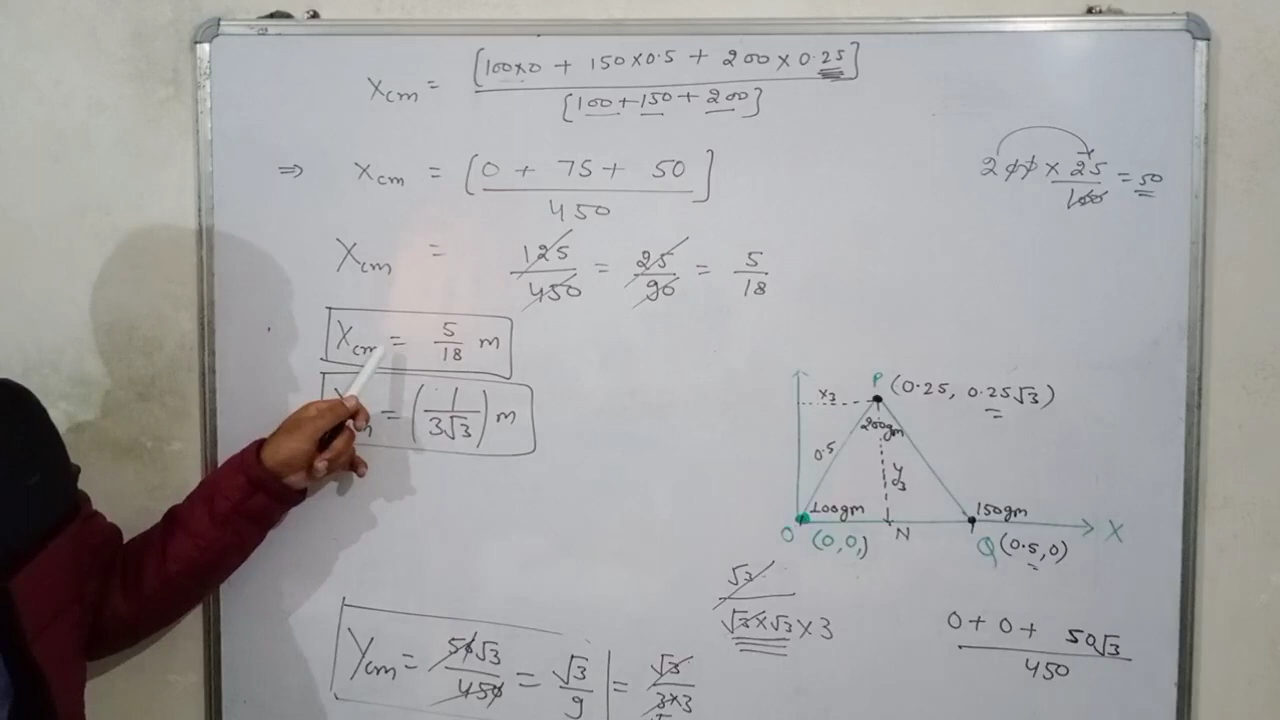 Xcm = [100×0 + 150×0.5 + 200×0.25] / [100+150+200]
⇒ Xcm = [0 + 75 + 50] / 450
200 × 25 / 100 = 50
Xcm = 125/450 = 25/90 = 5/18
Xcm = 5/18 m
= (1/3√3) m
P (0.25, 0.25√3)
x3
200gm
0.5
y3
100gm
150gm
O (0,0,)
N
Q (0.5,0)
X
√3 / √3×√3 ×3
0 + 0 + 50√3 / 450
Ycm = 50√3/450 = √3/9 = √3 / 3×3